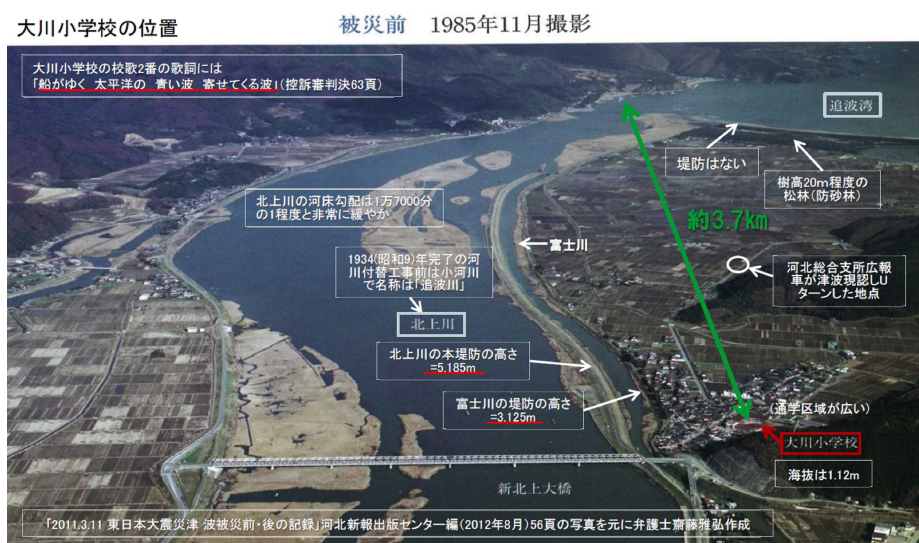 大川小学校の位置
被災前 1985年11月撮影
大川小学校の校歌2番の歌詞には
「船がゆく 太平洋の 青い波 寄せてくる波」(控訴審判決63頁)
追波湾
堤防はない
樹高20m程度の
松林(防砂林)
北上川の河床勾配は1万7000分
の1程度と非常に緩やか
約3.7km
富士川
1934(昭和9)年完了の河
川付替工事前は小河川
で名称は「追波川」
河北総合支所広報
車が津波現認しU
ターンした地点
北上川
北上川の本堤防の高さ
=5.185m
富士川の堤防の高さ
=3.125m
(通学区域が広い)
大川小学校
海抜は1.12m
新北上大橋
「2011.3.11 東日本大震災津 波被災前・後の記録」河北新報出版センター編(2012年8月)56頁の写真を元に弁護士齋藤雅弘作成